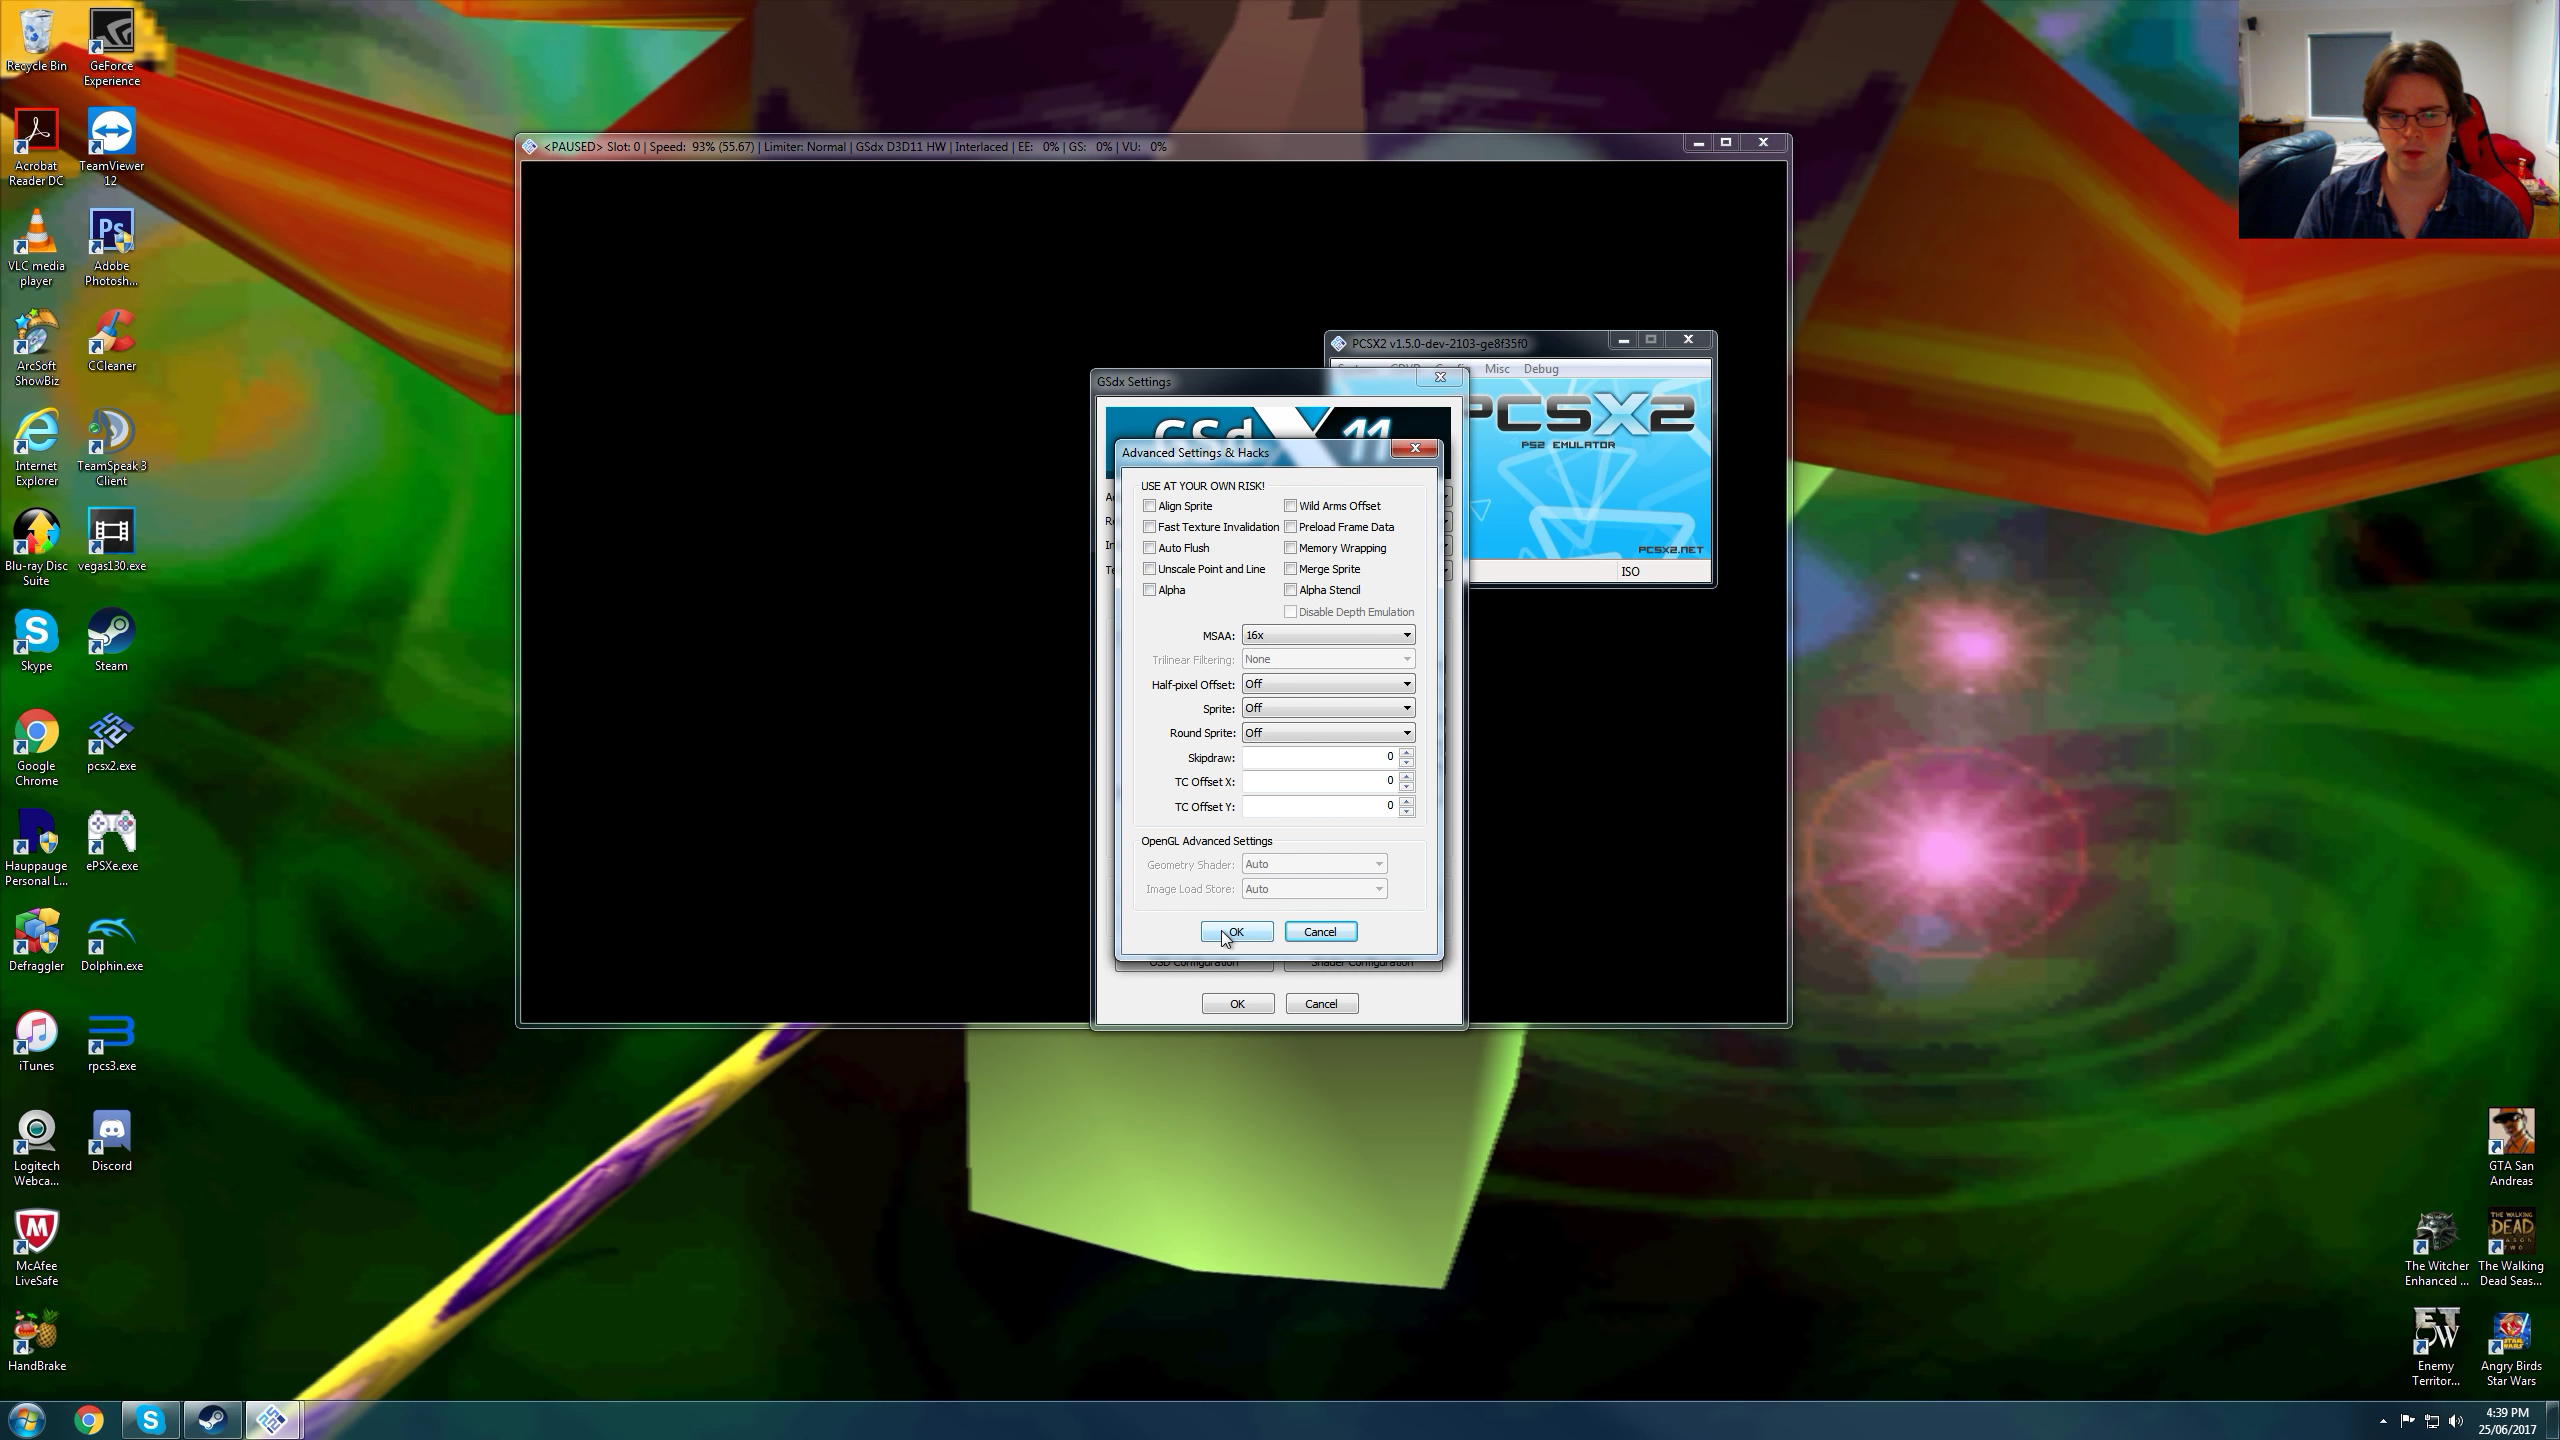 Recycle Bin
GeForce
Experience
Acrobat
Reader DC
TeamViewer
12
VLC media
player
Adobe
Photosh...
ArcSoft
ShowBiz
CCleaner
Internet
Explorer
TeamSpeak 3
Client
Blu-ray Disc
Suite
vegas130.exe
Skype
Steam
Google
Chrome
pcsx2.exe
Hauppauge
Personal L...
ePSXe.exe
Defraggler
Dolphin.exe
iTunes
rpcs3.exe
Logitech
Webca...
Discord
McAfee
LiveSafe
HandBrake
<PAUSED> Slot: 0 | Speed: 93% (55.67) | Limiter: Normal | GSdx D3D11 HW | Interlaced | EE: 0% | GS: 0% | VU: 0%
PCSX2 v1.5.0-dev-2103-ge8f35f0
Misc Debug
PCSX2
PS2 EMULATOR
PCSX2.NET
ISO
GSdx Settings
GSdX 11
Advanced Settings & Hacks
USE AT YOUR OWN RISK!
Align Sprite
Wild Arms Offset
Fast Texture Invalidation
Preload Frame Data
Auto Flush
Memory Wrapping
Unscale Point and Line
Merge Sprite
Alpha
Alpha Stencil
Disable Depth Emulation
MSAA: 16x
Trilinear Filtering: None
Half-pixel Offset: Off
Sprite: Off
Round Sprite: Off
Skipdraw: 0
TC Offset X: 0
TC Offset Y: 0
OpenGL Advanced Settings
Geometry Shader: Auto
Image Load Store: Auto
OK Cancel
OSD Configuration Shader Configuration
OK Cancel
GTA San
Andreas
The Witcher
Enhanced ...
The Walking
Dead Seas...
Enemy
Territor...
Angry Birds
Star Wars
4:39 PM
25/06/2017